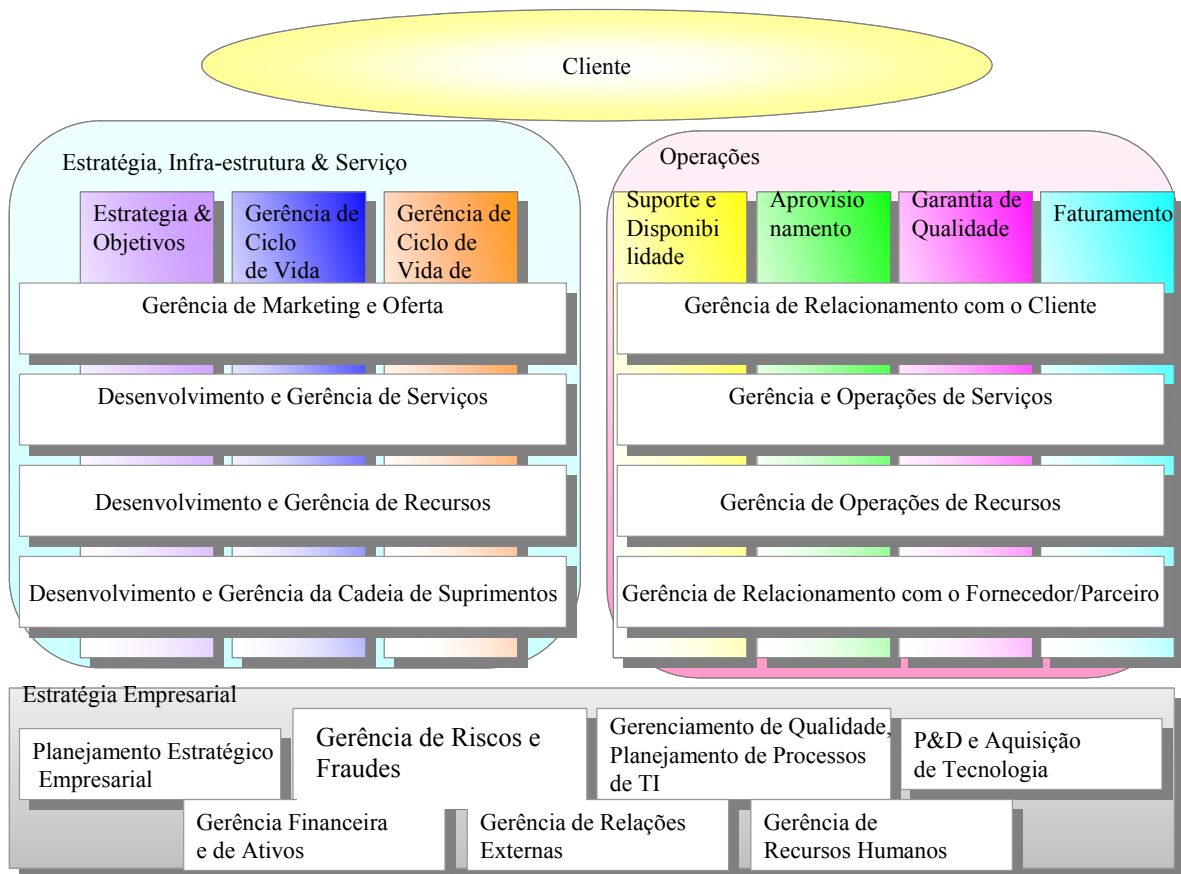 Cliente
Estratégia, Infra-estrutura & Serviço
Estrategia &
Objetivos
Gerência de
Ciclo
de Vida
Gerência de
Ciclo de
Vida de
Gerência de Marketing e Oferta
Desenvolvimento e Gerência de Serviços
Desenvolvimento e Gerência de Recursos
Desenvolvimento e Gerência da Cadeia de Suprimentos
Operações
Suporte e
Disponibi
lidade
Aprovisio
namento
Garantia de
Qualidade
Faturamento
Gerência de Relacionamento com o Cliente
Gerência e Operações de Serviços
Gerência de Operações de Recursos
Gerência de Relacionamento com o Fornecedor/Parceiro
Estratégia Empresarial
Planejamento Estratégico
Empresarial
Gerência de Riscos e
Fraudes
Gerenciamento de Qualidade,
Planejamento de Processos
de TI
P&D e Aquisição
de Tecnologia
Gerência Financeira
e de Ativos
Gerência de Relações
Externas
Gerência de
Recursos Humanos